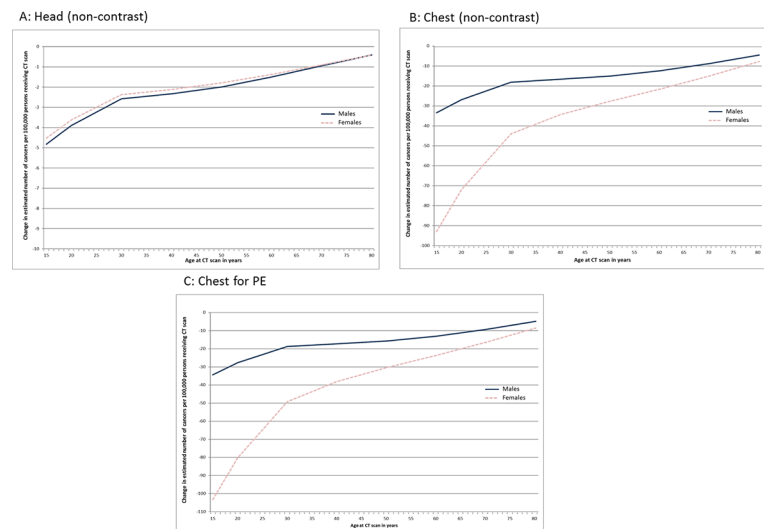 A: Head (non-contrast)
Change in estimated number of cancers per 100,000 persons receiving CT scan
0
-1
-2
-3
-4
-5
-6
-7
-8
-9
-10
Males
Females
15 20 25 30 35 40 45 50 55 60 65 70 75 80
Age at CT scan in years
B: Chest (non-contrast)
Change in estimated number of cancers per 100,000 persons receiving CT scan
0
-10
-20
-30
-40
-50
-60
-70
-80
-90
-100
Males
Females
15 20 25 30 35 40 45 50 55 60 65 70 75 80
Age at CT scan in years
C: Chest for PE
Change in estimated number of cancers per 100,000 persons receiving CT scan
0
-10
-20
-30
-40
-50
-60
-70
-80
-90
-100
-110
Males
Females
15 20 25 30 35 40 45 50 55 60 65 70 75 80
Age at CT scan in years